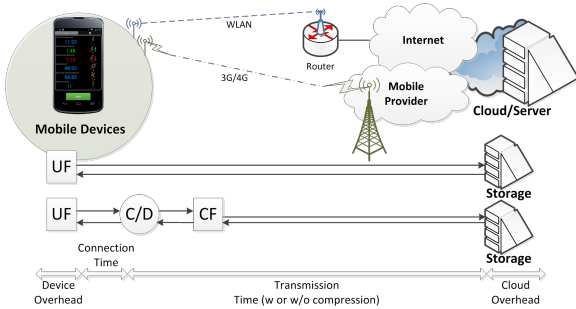 WLAN
Internet
Router
3G/4G
Mobile
Provider
Cloud/Server
Mobile Devices
UF
Storage
UF
C/D
CF
Storage
Connection
Time
Device
Overhead
Transmission
Time (w or w/o compression)
Cloud
Overhead